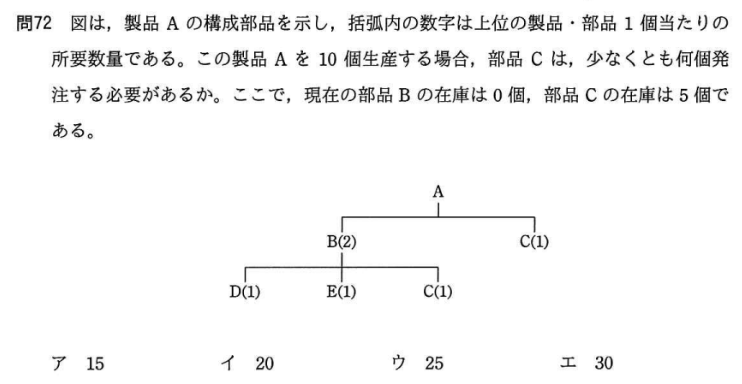 問72 図は，製品 A の構成部品を示し，括弧内の数字は上位の製品・部品 1 個当たりの
所要数量である。この製品 A を 10 個生産する場合，部品 C は，少なくとも何個発
注する必要があるか。ここで，現在の部品 B の在庫は 0 個，部品 C の在庫は 5 個で
ある。
A
B(2) C(1)
D(1) E(1) C(1)
ア 15 イ 20 ウ 25 エ 30